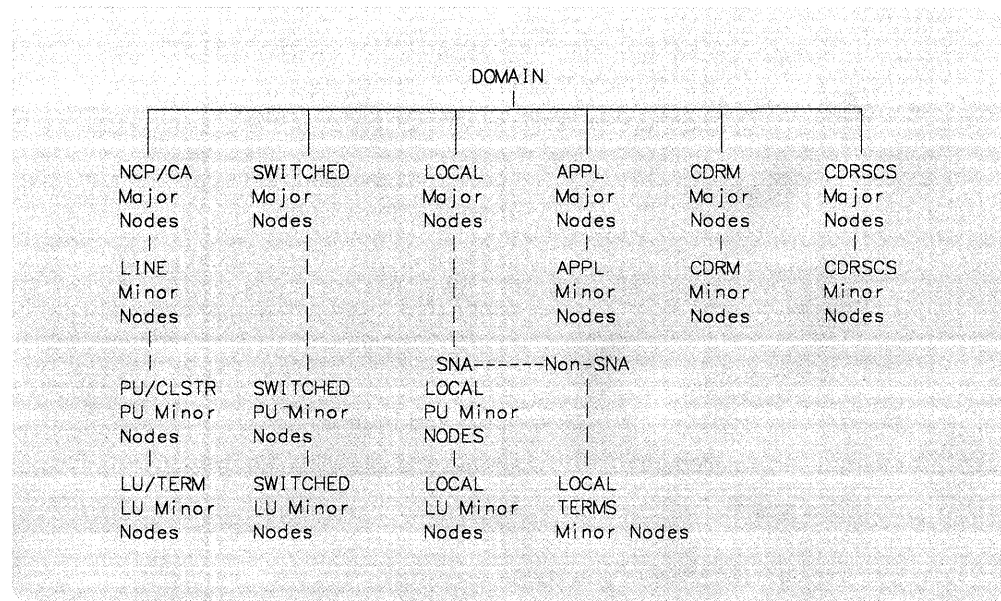 DOMAIN
NCP/CA SWITCHED LOCAL APPL CDRM CDRSCS
Major Major Major Major Major Major
Nodes Nodes Nodes Nodes Nodes Nodes
LINE APPL CDRM CDRSCS
Minor Minor Minor Minor
Nodes Nodes Nodes Nodes
SNA------Non-SNA
PU/CLSTR SWITCHED LOCAL
PU Minor PU Minor PU Minor
Nodes Nodes NODES
LU/TERM SWITCHED LOCAL LOCAL
LU Minor LU Minor LU Minor TERMS
Nodes Nodes Nodes Minor Nodes